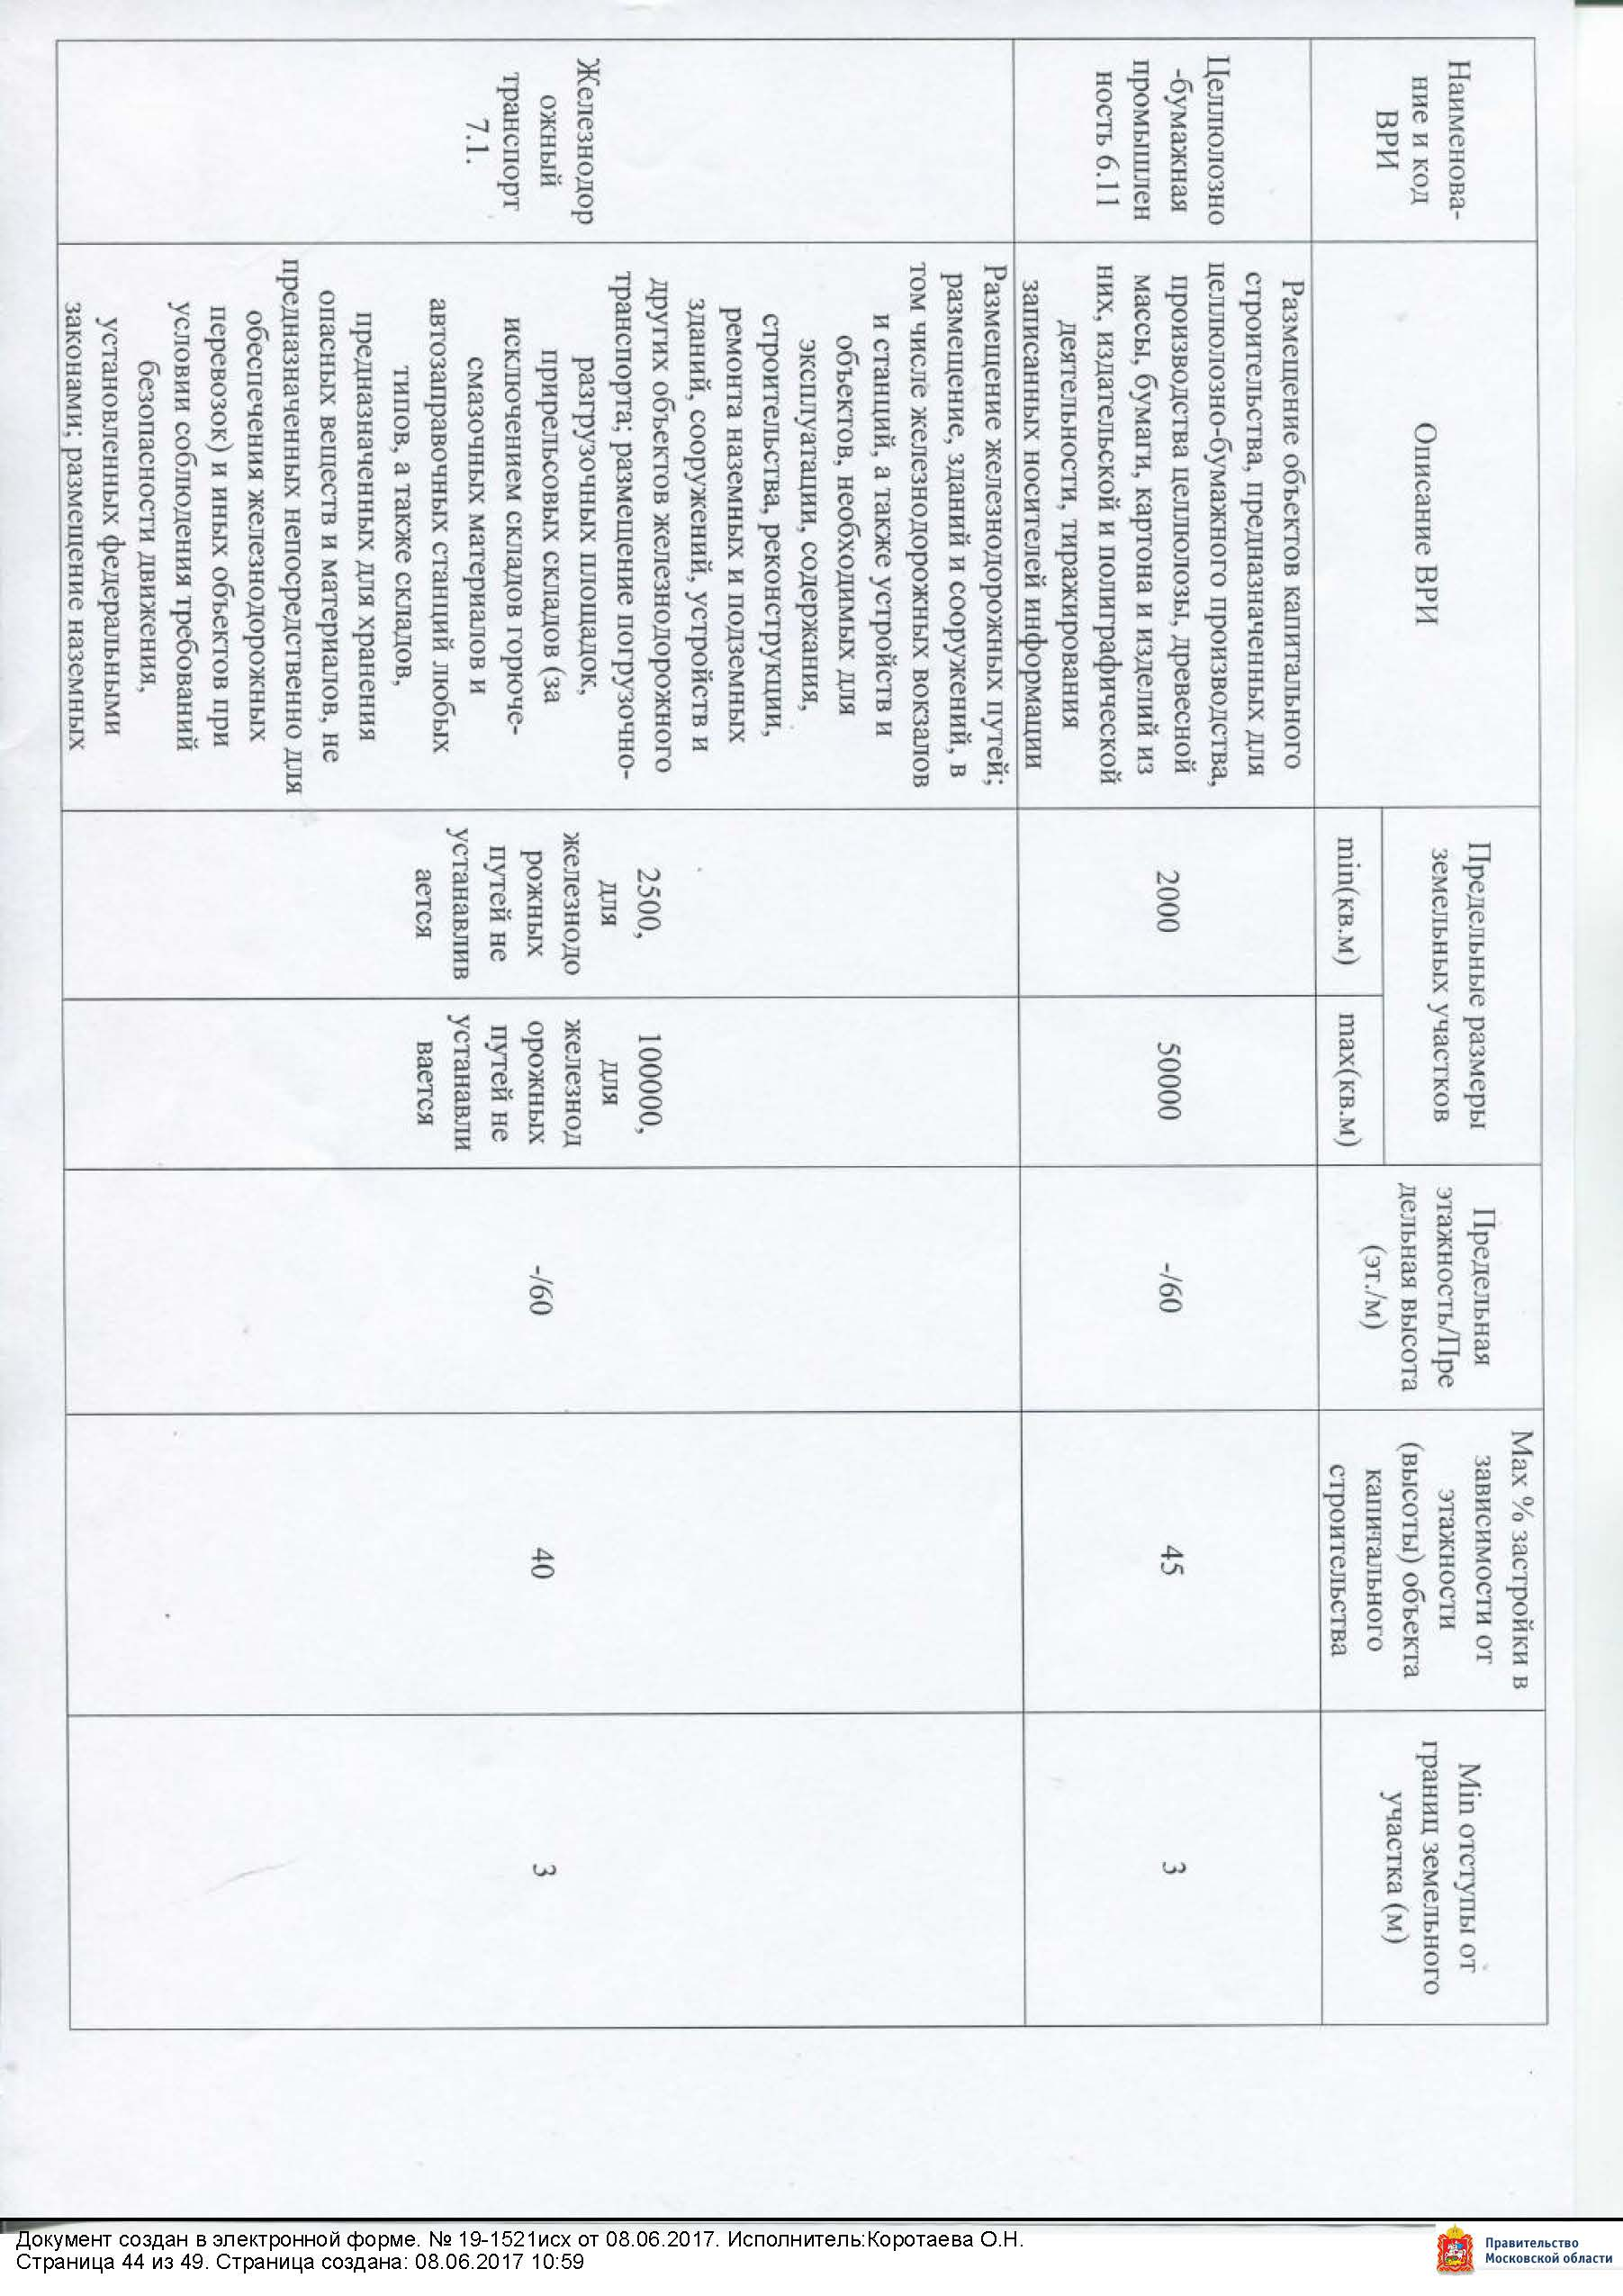 Наименова-
ние и код
ВРИ
Описание ВРИ
Предельные размеры
земельных участков
min(кв.м)
max(кв.м)
Предельная
этажность/Пре
дельная высота
(эт./м)
Max % застройки в
зависимости от
этажности
(высоты) объекта
капитального
строительства
Min отступы от
границ земельного
участка (м)
Целлюлозно
-бумажная
промышлен
ность 6.11
Размещение объектов капитального
строительства, предназначенных для
целлюлозно-бумажного производства,
производства целлюлозы, древесной
массы, бумаги, картона и изделий из
них, издательской и полиграфической
деятельности, тиражирования
записанных носителей информации
2000
50000
-/60
45
3
Железнодор
ожный
транспорт
7.1.
Размещение железнодорожных путей;
размещение, зданий и сооружений, в
том числе железнодорожных вокзалов
и станций, а также устройств и
объектов, необходимых для
эксплуатации, содержания,
строительства, реконструкции,
ремонта наземных и подземных
зданий, сооружений, устройств и
других объектов железнодорожного
транспорта; размещение погрузочно-
разгрузочных площадок,
прирельсовых складов (за
исключением складов горюче-
смазочных материалов и
автозаправочных станций любых
типов, а также складов,
предназначенных для хранения
опасных веществ и материалов, не
предназначенных непосредственно для
обеспечения железнодорожных
перевозок) и иных объектов при
условии соблюдения требований
безопасности движения,
установленных федеральными
законами; размещение наземных
2500,
для
железнодо
рожных
путей не
устанавлив
ается
100000,
для
железнод
орожных
путей не
устанавли
вается
-/60
40
3
Документ создан в электронной форме. № 19-1521исх от 08.06.2017. Исполнитель:Коротаева О.Н.
Страница 44 из 49. Страница создана: 08.06.2017 10:59
Правительство
Московской области